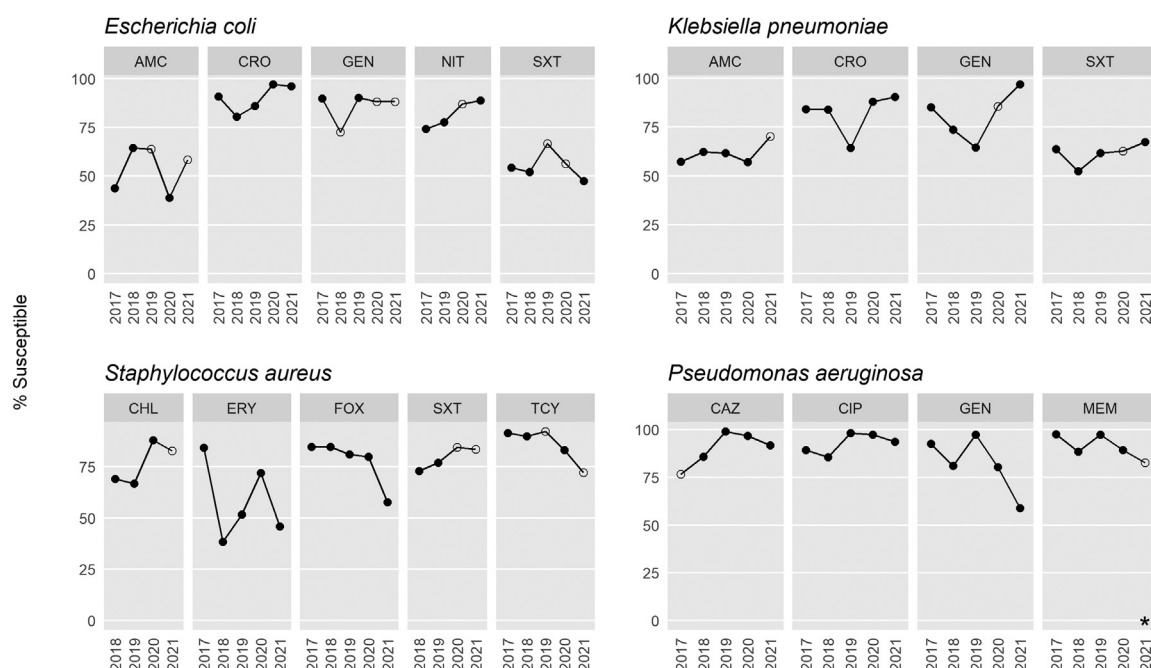 Escherichia coli
AMC CRO GEN NIT SXT
100
75
50
25
0
2017 2018 2019 2020 2021 2017 2018 2019 2020 2021 2017 2018 2019 2020 2021 2017 2018 2019 2020 2021 2017 2018 2019 2020 2021
Klebsiella pneumoniae
AMC CRO GEN SXT
100
75
50
25
0
2017 2018 2019 2020 2021 2017 2018 2019 2020 2021 2017 2018 2019 2020 2021 2017 2018 2019 2020 2021
% Susceptible
Staphylococcus aureus
CHL ERY FOX SXT TCY
75
50
25
0
2018 2019 2020 2021 2017 2018 2019 2020 2021 2017 2018 2019 2020 2021 2018 2019 2020 2021 2017 2018 2019 2020 2021
Pseudomonas aeruginosa
CAZ CIP GEN MEM
100
75
50
25
0
*
2017 2018 2019 2020 2021 2017 2018 2019 2020 2021 2017 2018 2019 2020 2021 2017 2018 2019 2020 2021